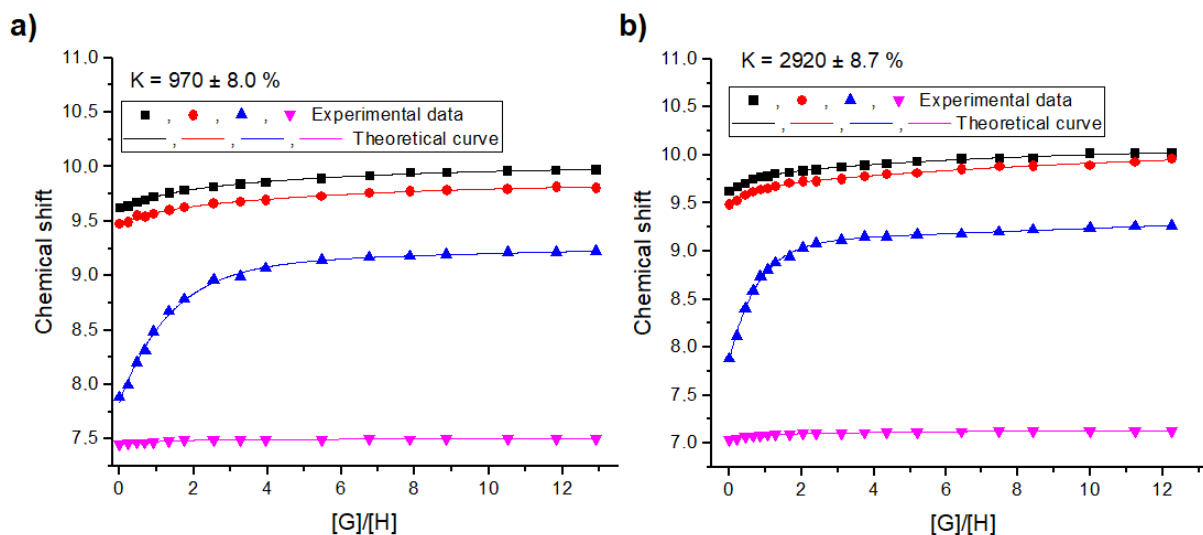 a)
K = 970 ± 8.0 %
, , , Experimental data
, , , Theoretical curve
11.0
10.5
10.0
9.5
9.0
8.5
8.0
7.5
Chemical shift
0 2 4 6 8 10 12
[G]/[H]
b)
K = 2920 ± 8.7 %
, , , Experimental data
, , , Theoretical curve
11.0
10.5
10.0
9.5
9.0
8.5
8.0
7.5
7.0
Chemical shift
0 2 4 6 8 10 12
[G]/[H]